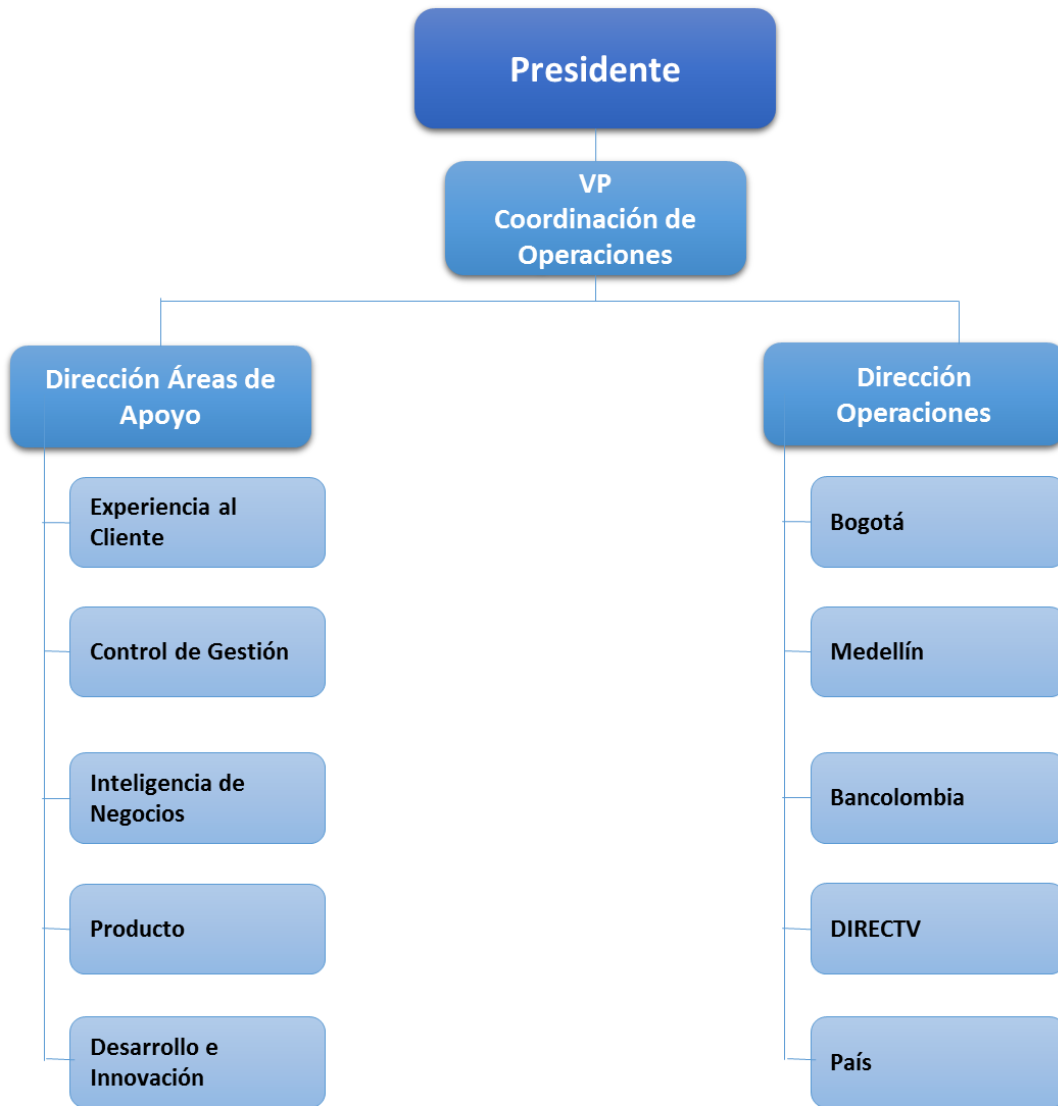 Presidente
VP
Coordinación de
Operaciones
Dirección Áreas de
Apoyo
Experiencia al
Cliente
Control de Gestión
Inteligencia de
Negocios
Producto
Desarrollo e
Innovación
Dirección
Operaciones
Bogotá
Medellín
Bancolombia
DIRECTV
País